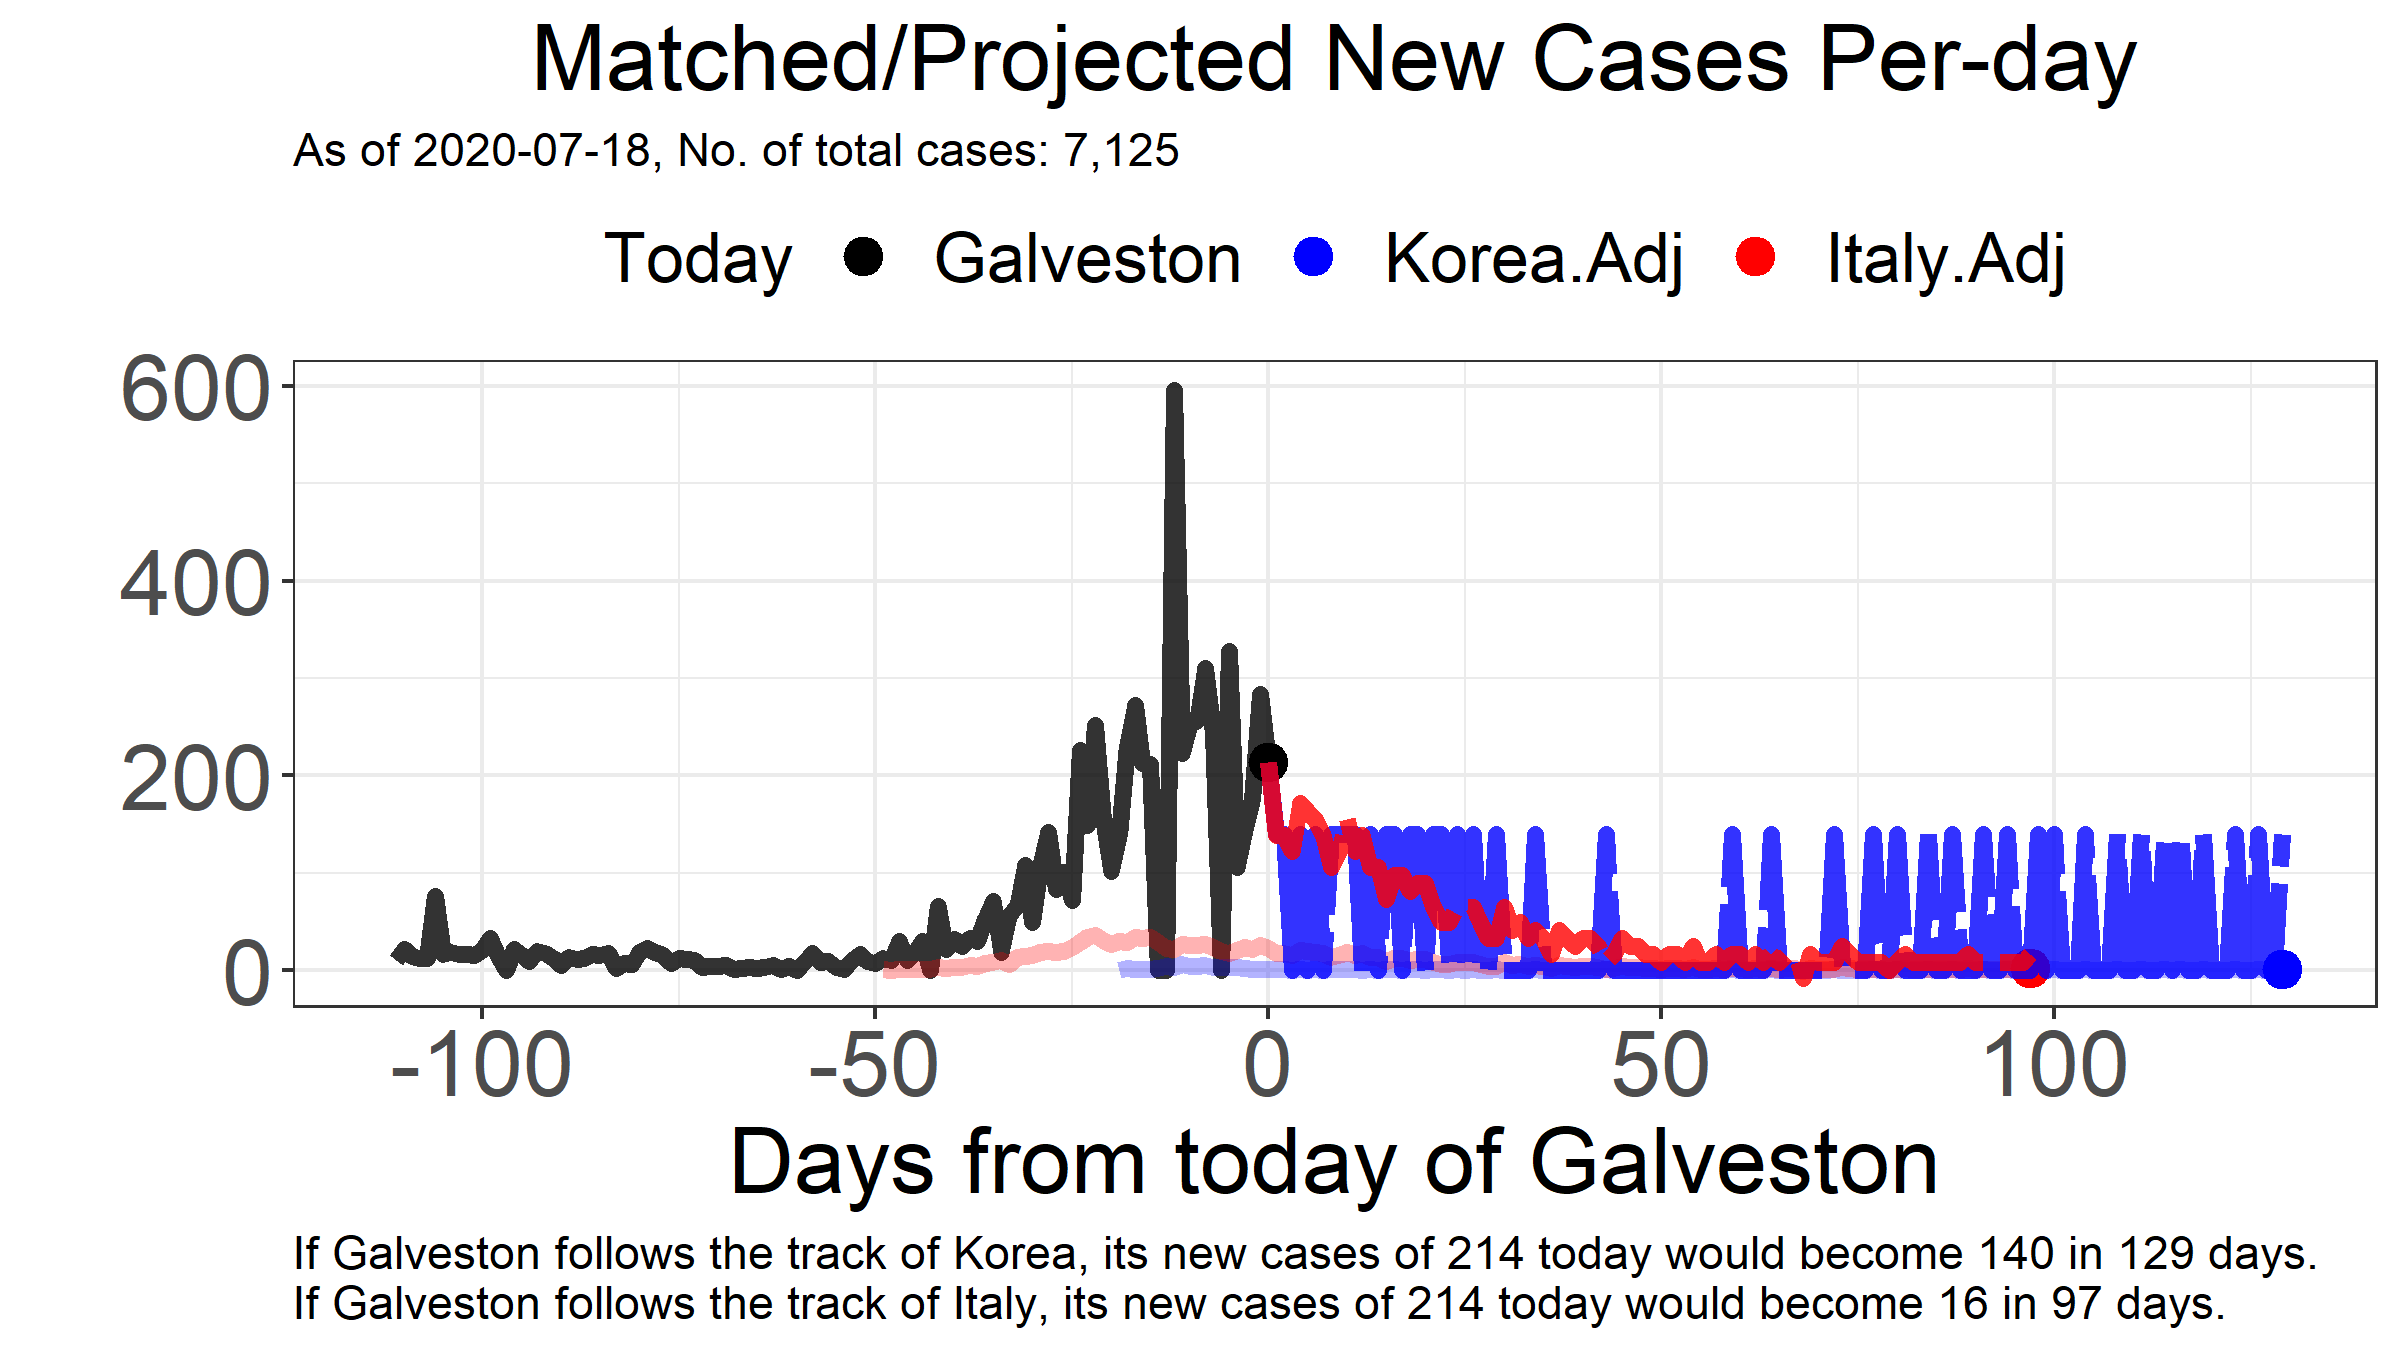 Matched/Projected New Cases Per-day
As of 2020-07-18, No. of total cases: 7,125
Today Galveston Korea.Adj Italy.Adj
600
400
200
0
-100 -50 0 50 100
Days from today of Galveston
If Galveston follows the track of Korea, its new cases of 214 today would become 140 in 129 days.
If Galveston follows the track of Italy, its new cases of 214 today would become 16 in 97 days.